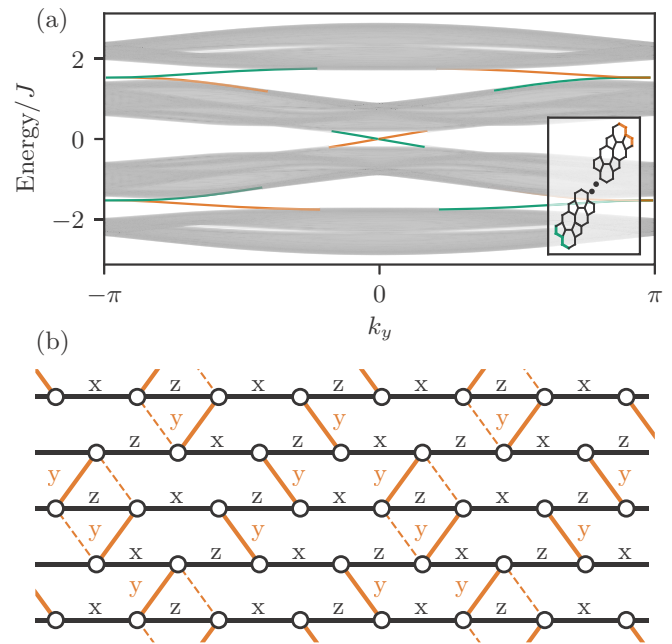 (a)
Energy/J
2
0
−2
−π
0
π
k_y
(b)
x z x z x z x
y y y
z x z x z x z
y y y y
z x z x z x z
y y y y
x z x z x z x
y y y
x z x z x z x